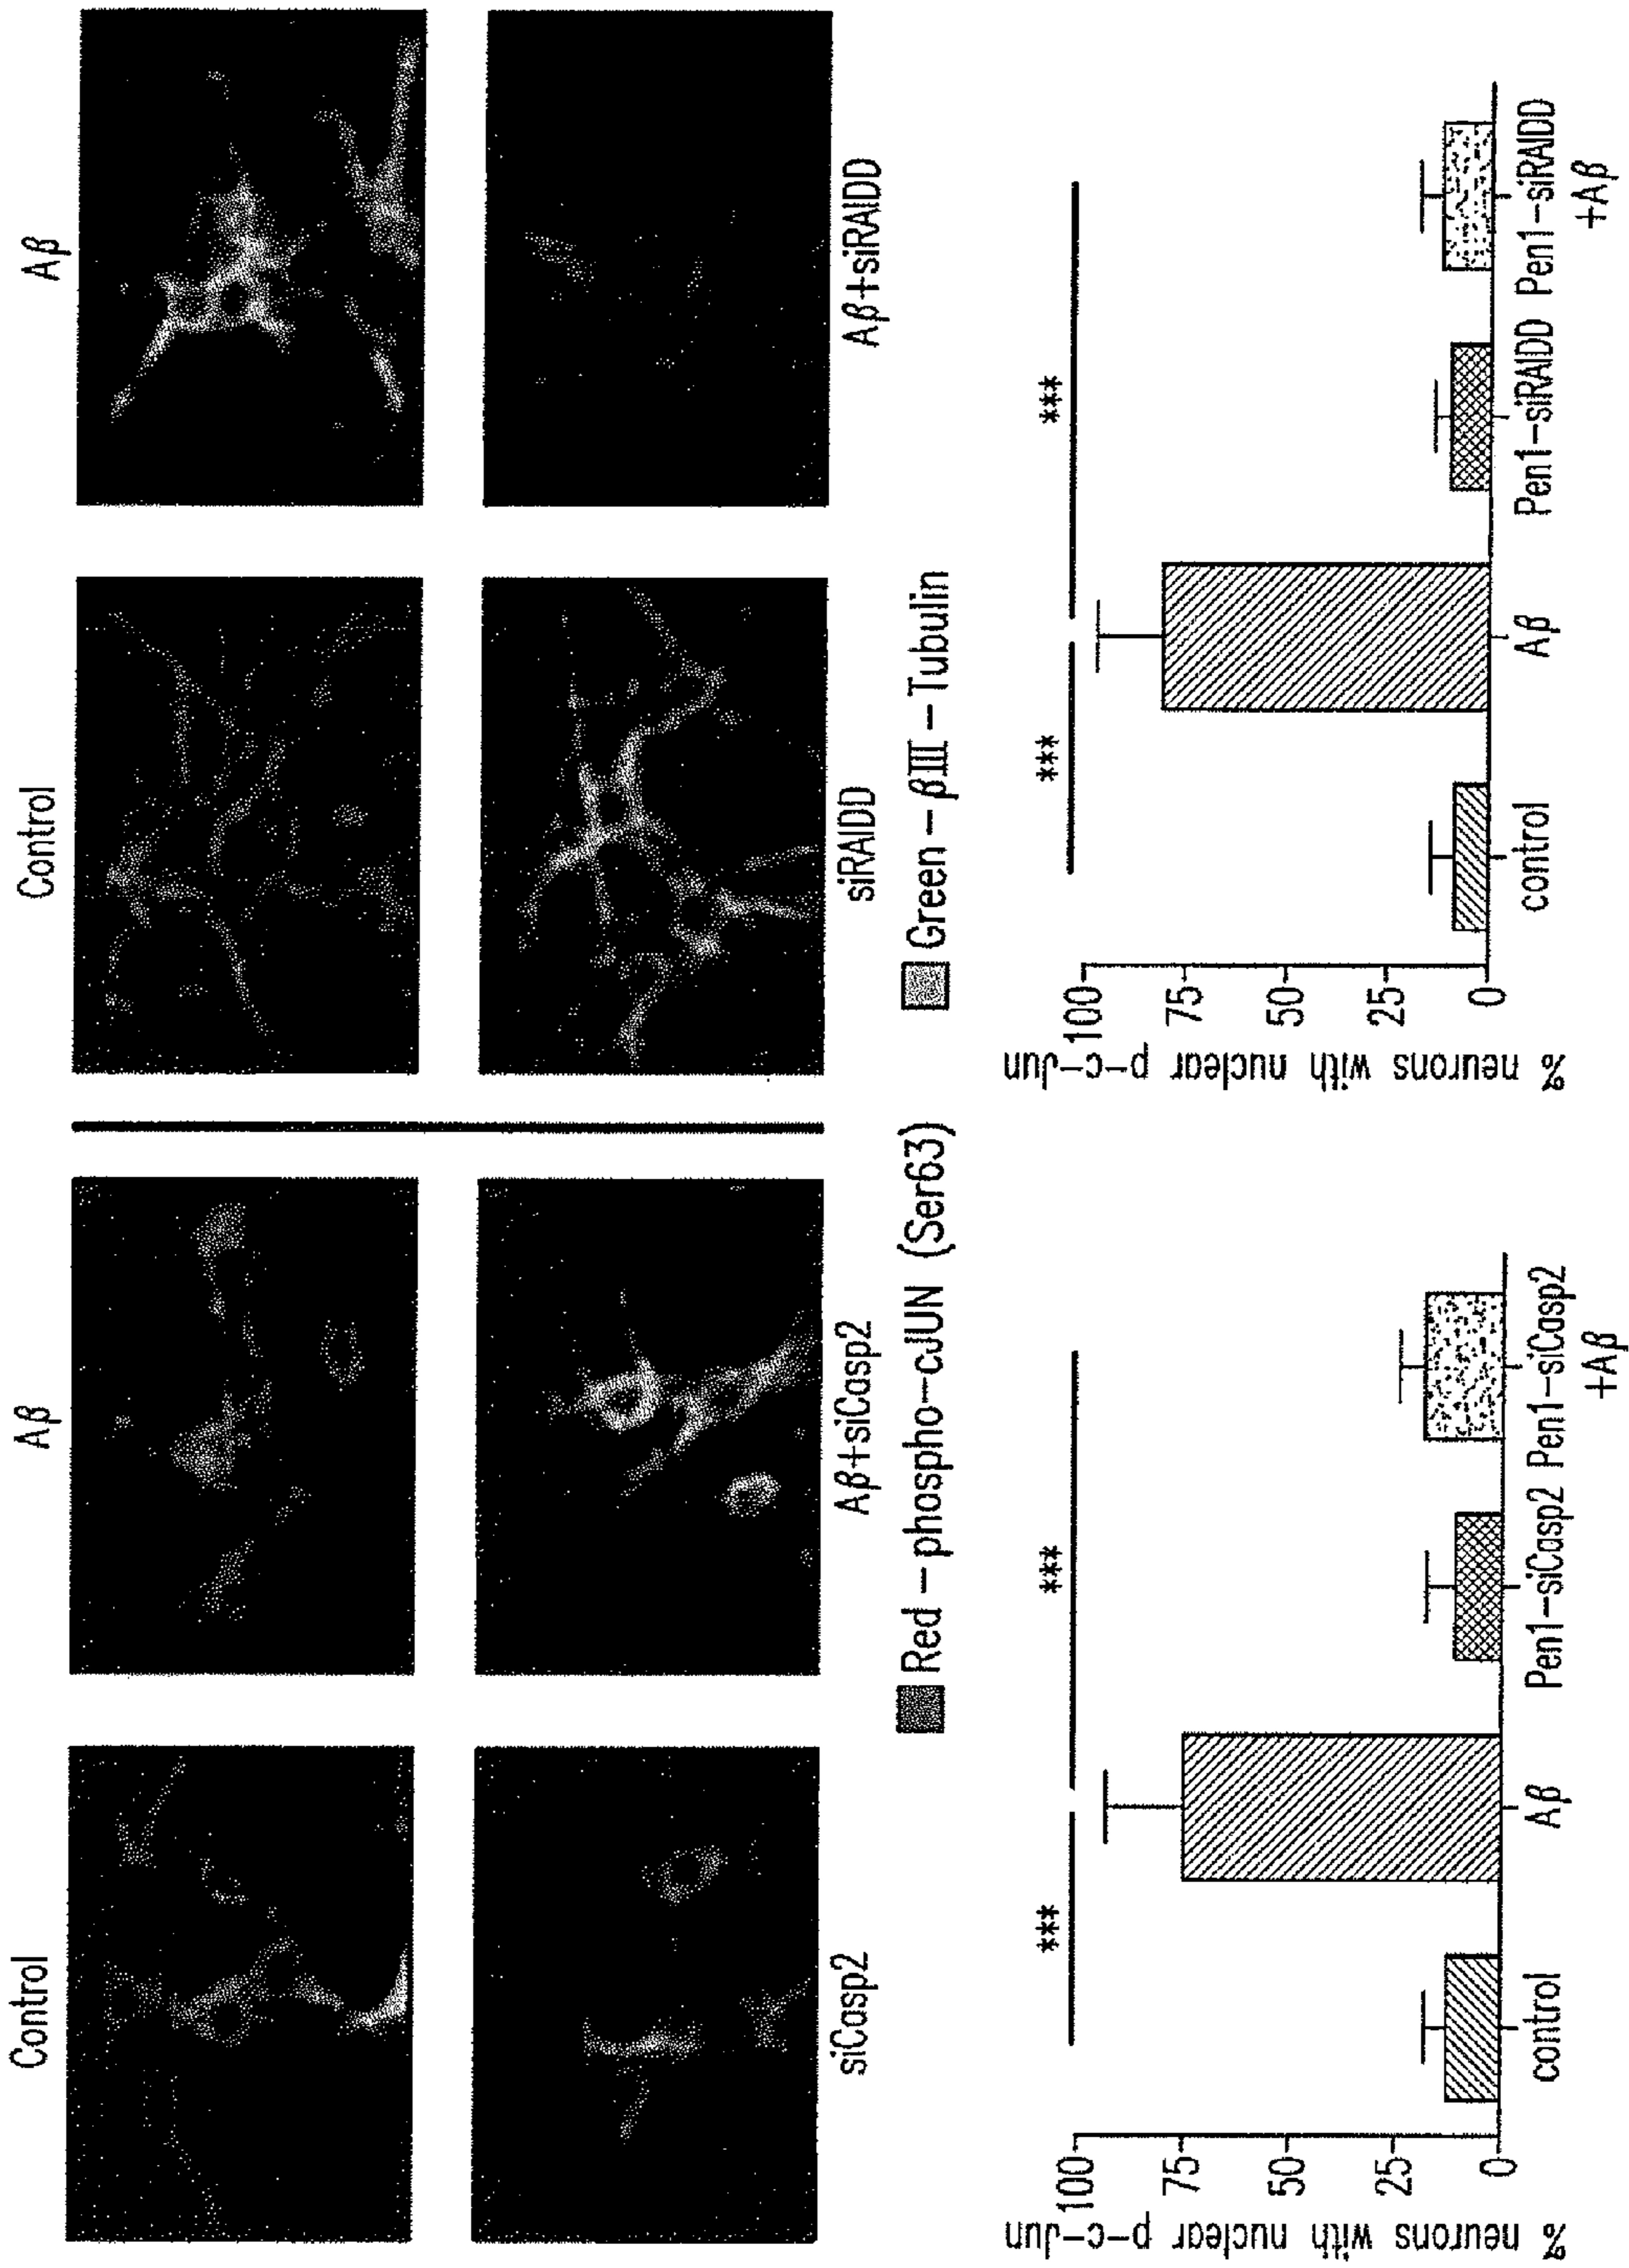 Control
Aβ
Control
Aβ
siCasp2
Aβ+siCasp2
siRAIDD
Aβ+siRAIDD
Red – phospho–cJUN (Ser63)
Green – βIII – Tubulin
% neurons with nuclear p–c–Jun
100
75
50
25
0
***
***
control
Aβ
Pen1–siCasp2
Pen1–siCasp2
+Aβ
% neurons with nuclear p–c–Jun
100
75
50
25
0
***
***
control
Aβ
Pen1–siRAIDD
Pen1–siRAIDD
+Aβ